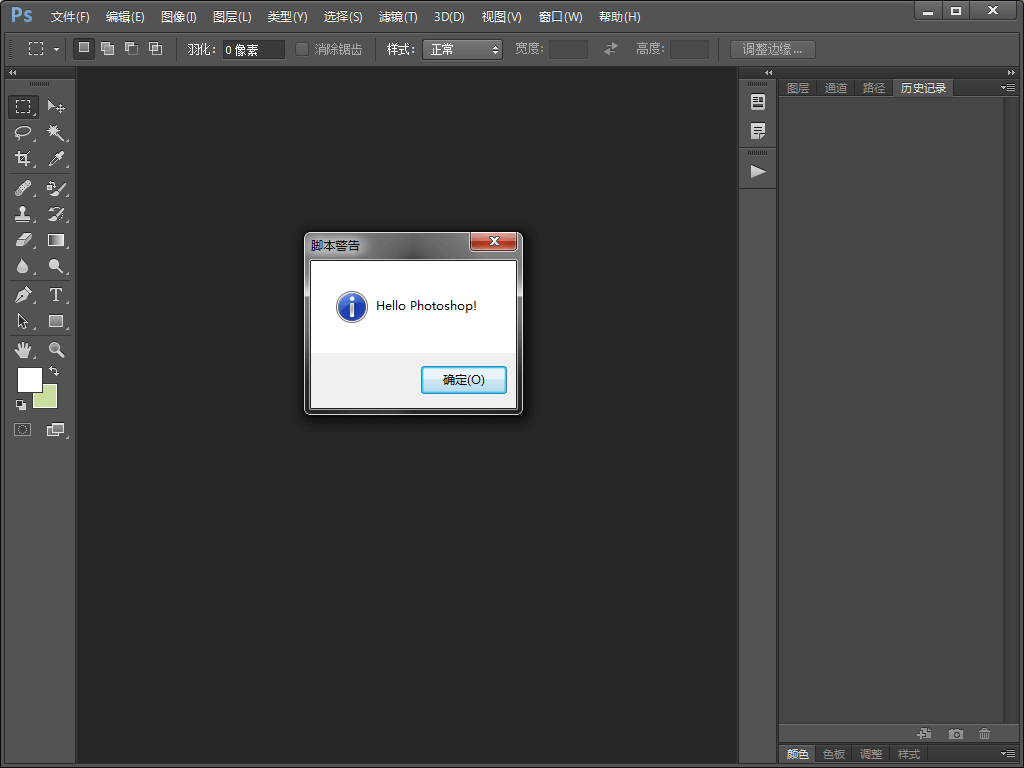 Ps 文件(F) 编辑(E) 图像(I) 图层(L) 类型(Y) 选择(S) 滤镜(T) 3D(D) 视图(V) 窗口(W) 帮助(H)
羽化: 0 像素 消除锯齿 样式: 正常 宽度: 高度: 调整边缘...
图层 通道 路径 历史记录
脚本警告
Hello Photoshop!
确定(O)
T
颜色 色板 调整 样式